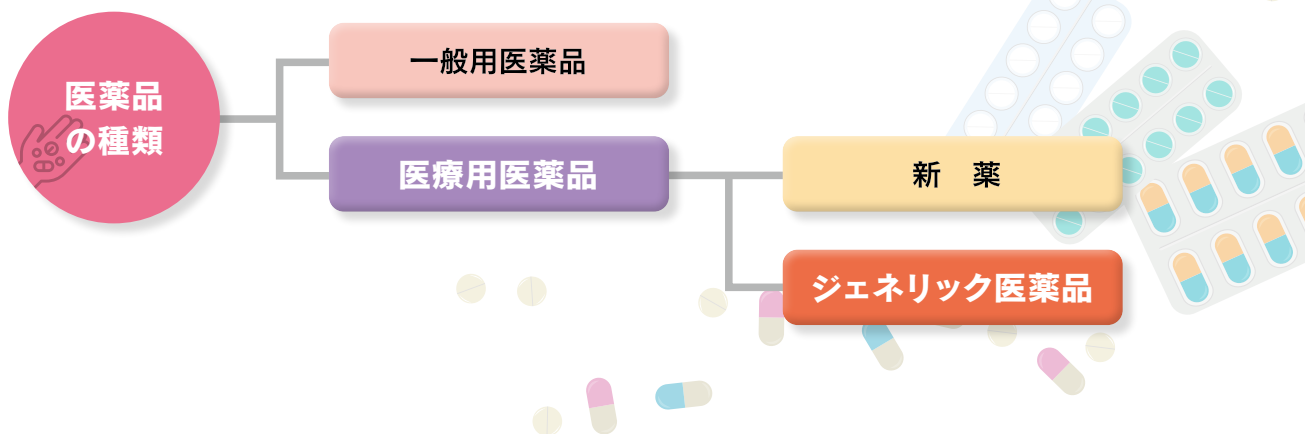 医薬品
の種類
一般用医薬品
医療用医薬品
新　薬
ジェネリック医薬品